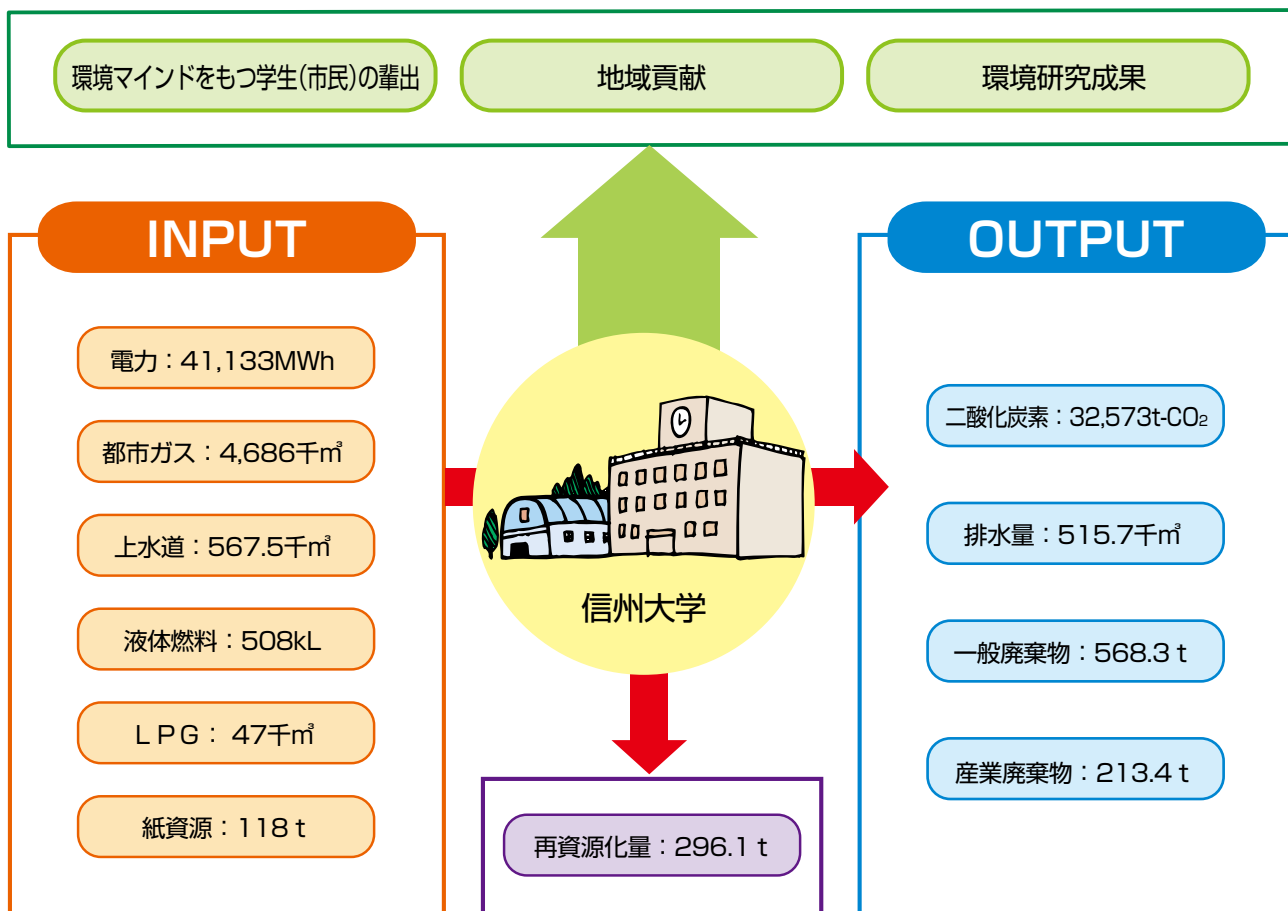 環境マインドをもつ学生(市民)の輩出
地域貢献
環境研究成果
INPUT
電力：41,133MWh
都市ガス：4,686千㎥
上水道：567.5千㎥
液体燃料：508kL
ＬＰＧ： 47千㎥
紙資源：118ｔ
信州大学
再資源化量：296.1ｔ
OUTPUT
二酸化炭素：32,573t-CO₂
排水量：515.7千㎥
一般廃棄物：568.3ｔ
産業廃棄物：213.4ｔ